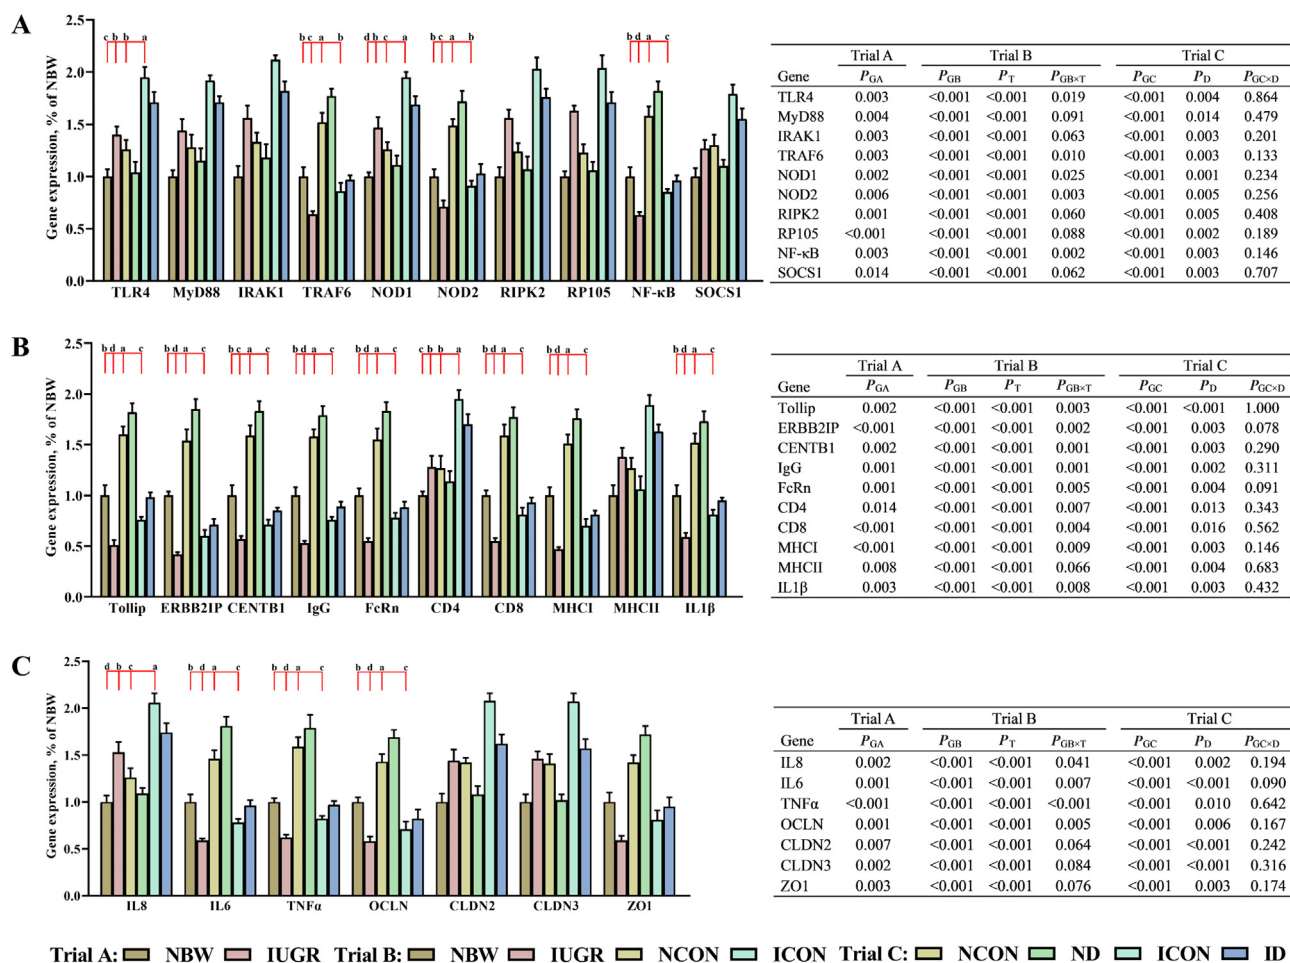 A
Gene expression, % of NBW
2.5
2.0
1.5
1.0
0.5
0.0
c b b a
b c a b
d b c a
b c a b
b d a c
TLR4 MyD88 IRAK1 TRAF6 NOD1 NOD2 RIPK2 RP105 NF-κB SOCS1
Trial A Trial B Trial C
Gene PGA PGB PT PGB×T PGC PD PGC×D
TLR4 0.003 <0.001 <0.001 0.019 <0.001 0.004 0.864
MyD88 0.004 <0.001 <0.001 0.091 <0.001 0.014 0.479
IRAK1 0.003 <0.001 <0.001 0.063 <0.001 0.003 0.201
TRAF6 0.003 <0.001 <0.001 0.010 <0.001 0.003 0.133
NOD1 0.002 <0.001 <0.001 0.025 <0.001 0.001 0.234
NOD2 0.006 <0.001 <0.001 0.003 <0.001 0.005 0.256
RIPK2 0.001 <0.001 <0.001 0.060 <0.001 0.005 0.408
RP105 <0.001 <0.001 <0.001 0.088 <0.001 0.002 0.189
NF-κB 0.003 <0.001 <0.001 0.002 <0.001 0.003 0.146
SOCS1 0.014 <0.001 <0.001 0.062 <0.001 0.003 0.707
B
Gene expression, % of NBW
2.5
2.0
1.5
1.0
0.5
0.0
b d a c
b d a c
b c a c
b d a c
b d a c
c b b a
b d a c
b d a c
b d a c
Tollip ERBB2IP CENTB1 IgG FcRn CD4 CD8 MHCI MHCII IL1β
Trial A Trial B Trial C
Gene PGA PGB PT PGB×T PGC PD PGC×D
Tollip 0.002 <0.001 <0.001 0.003 <0.001 <0.001 1.000
ERBB2IP <0.001 <0.001 <0.001 0.002 <0.001 0.003 0.078
CENTB1 0.002 <0.001 <0.001 0.001 <0.001 0.003 0.290
IgG 0.001 <0.001 <0.001 0.001 <0.001 0.002 0.311
FcRn 0.001 <0.001 <0.001 0.005 <0.001 0.004 0.091
CD4 0.014 <0.001 <0.001 0.007 <0.001 0.013 0.343
CD8 <0.001 <0.001 <0.001 0.004 <0.001 0.016 0.562
MHCI <0.001 <0.001 <0.001 0.009 <0.001 0.003 0.146
MHCII 0.008 <0.001 <0.001 0.066 <0.001 0.004 0.683
IL1β 0.003 <0.001 <0.001 0.008 <0.001 0.003 0.432
C
Gene expression, % of NBW
2.5
2.0
1.5
1.0
0.5
0.0
d b c a
b d a c
b d a c
b d a c
IL8 IL6 TNFα OCLN CLDN2 CLDN3 ZO1
Trial A Trial B Trial C
Gene PGA PGB PT PGB×T PGC PD PGC×D
IL8 0.002 <0.001 <0.001 0.041 <0.001 0.002 0.194
IL6 0.001 <0.001 <0.001 0.007 <0.001 <0.001 0.090
TNFα <0.001 <0.001 <0.001 <0.001 <0.001 0.010 0.642
OCLN 0.001 <0.001 <0.001 0.005 <0.001 0.006 0.167
CLDN2 0.007 <0.001 <0.001 0.064 <0.001 <0.001 0.242
CLDN3 0.002 <0.001 <0.001 0.084 <0.001 <0.001 0.316
ZO1 0.003 <0.001 <0.001 0.076 <0.001 0.003 0.174
Trial A: NBW IUGR Trial B: NBW IUGR NCON ICON Trial C: NCON ND ICON ID